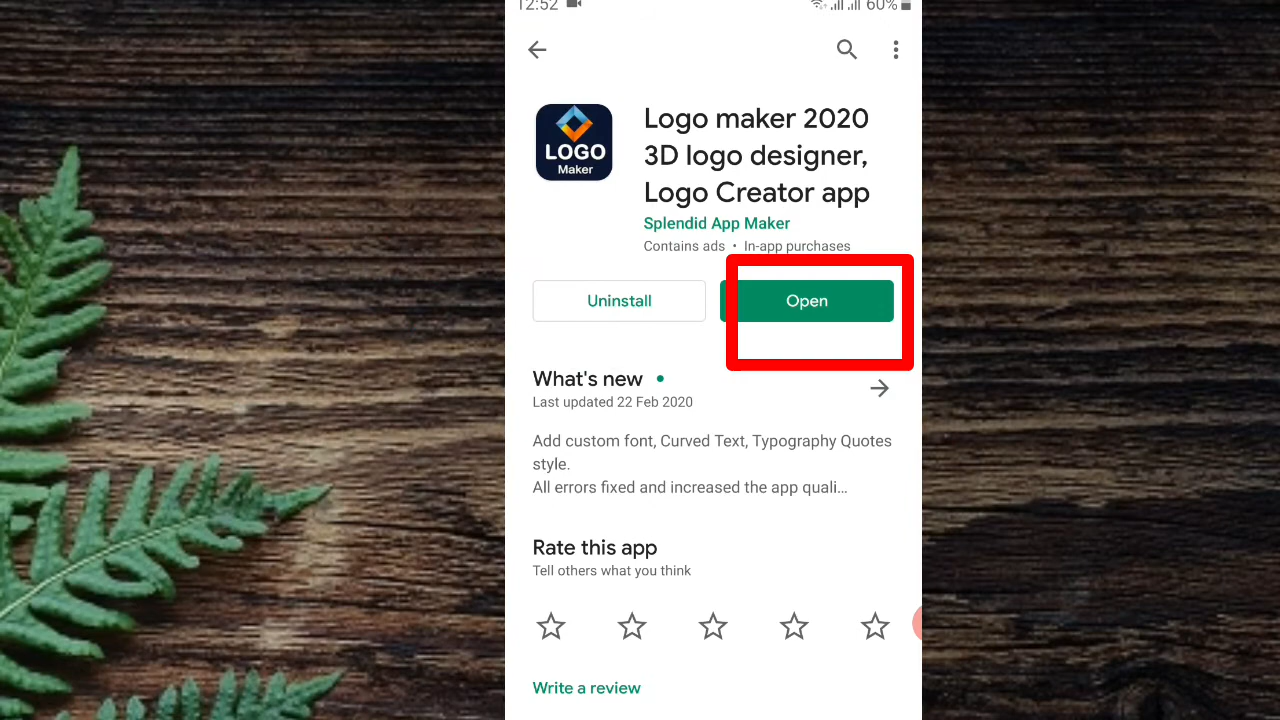 12:52 60%
LOGO
Maker
Logo maker 2020
3D logo designer,
Logo Creator app
Splendid App Maker
Contains ads • In-app purchases
Uninstall Open
What's new
Last updated 22 Feb 2020
Add custom font, Curved Text, Typography Quotes
style.
All errors fixed and increased the app quali...
Rate this app
Tell others what you think
Write a review